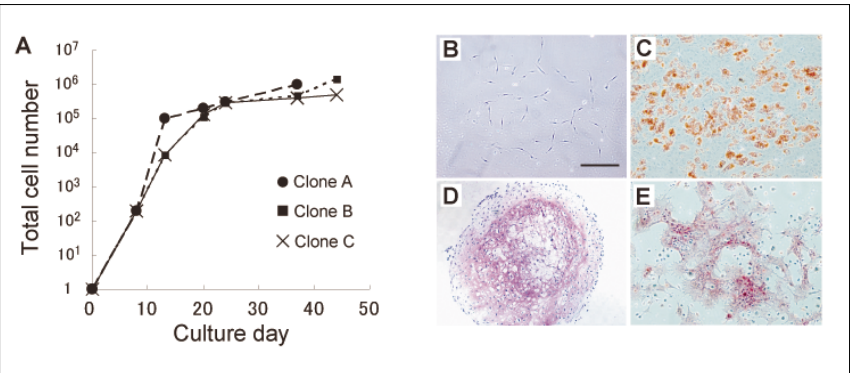 A
10⁷
10⁶
10⁵
10⁴
10³
10²
10¹
1
Total cell number
0 10 20 30 40 50
Culture day
Clone A
Clone B
Clone C
B
C
D
E